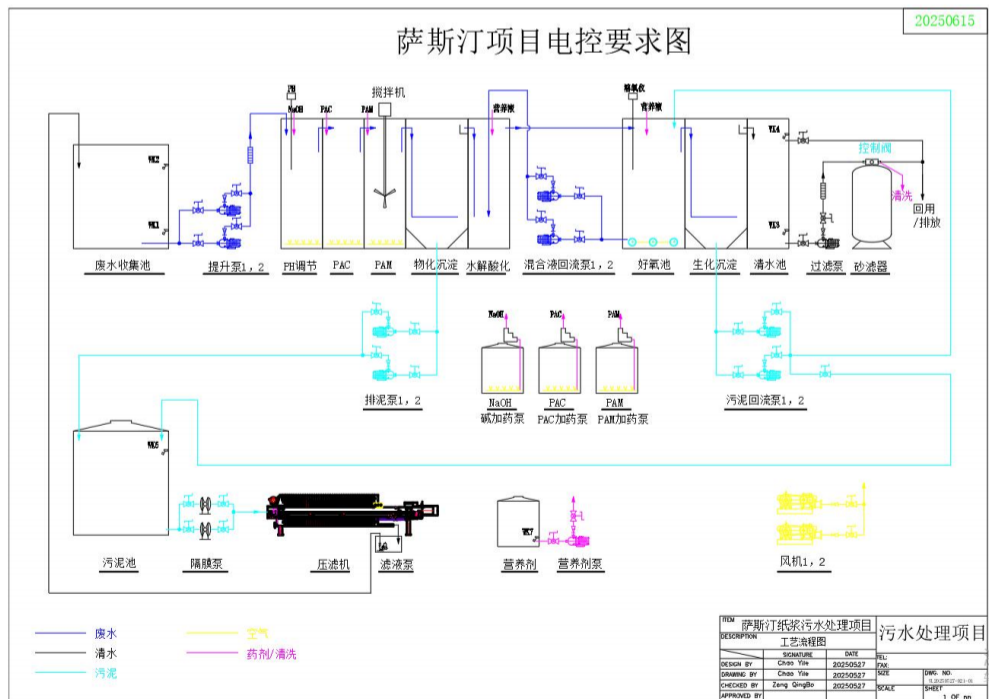 20250615
萨斯汀项目电控要求图
PH
NaOH
PAC
PAM
搅拌机
营养液
溶氧仪
营养液
WK2
WK1
WK4
WK3
控制阀
清洗
回用
/排放
废水收集池
提升泵1，2
PH调节
PAC
PAM
物化沉淀
水解酸化
混合液回流泵1，2
好氧池
生化沉淀
清水池
过滤泵
砂滤器
NaOH
PAC
PAM
排泥泵1，2
NaOH
碱加药泵
PAC
PAC加药泵
PAM
PAM加药泵
污泥回流泵1，2
WK5
WK7
污泥池
隔膜泵
压滤机
滤液泵
营养剂
营养剂泵
风机1，2
废水
清水
污泥
空气
药剂/清洗
ITEM
萨斯汀纸浆污水处理项目
DESCRIPTION
工艺流程图
污水处理项目
SIGNATURE
DATE
DESIGN BY
Chao Yite
20250527
DRAWING BY
Chao Yite
20250527
CHECKED BY
Zeng QingBo
20250527
APPROVED BY
TEL:
FAX:
SIZE
DWG. NO.
SCALE
SHEET
1 OF